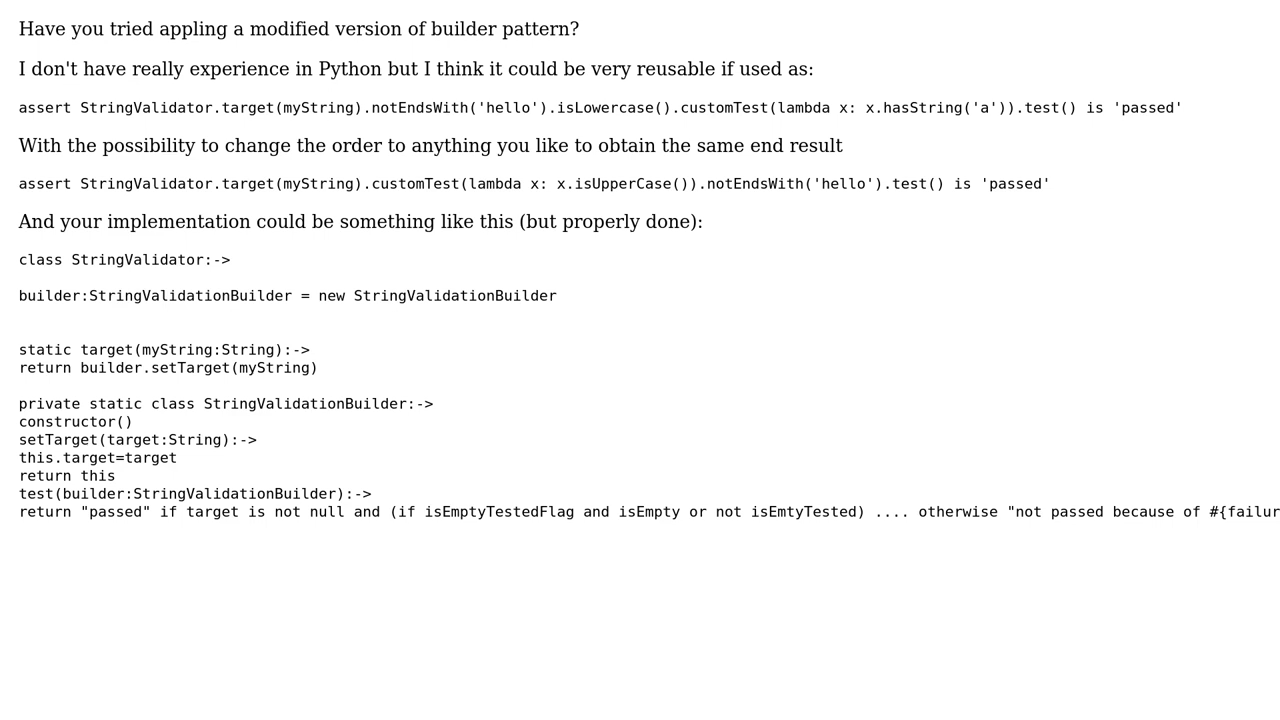 Have you tried appling a modified version of builder pattern?
I don't have really experience in Python but I think it could be very reusable if used as:
assert StringValidator.target(myString).notEndsWith('hello').isLowercase().customTest(lambda x: x.hasString('a')).test() is 'passed'
With the possibility to change the order to anything you like to obtain the same end result
assert StringValidator.target(myString).customTest(lambda x: x.isUpperCase()).notEndsWith('hello').test() is 'passed'
And your implementation could be something like this (but properly done):
class StringValidator:->
builder:StringValidationBuilder = new StringValidationBuilder
static target(myString:String):->
return builder.setTarget(myString)
private static class StringValidationBuilder:->
constructor()
setTarget(target:String):->
this.target=target
return this
test(builder:StringValidationBuilder):->
return "passed" if target is not null and (if isEmptyTestedFlag and isEmpty or not isEmtyTested) .... otherwise "not passed because of #{failur